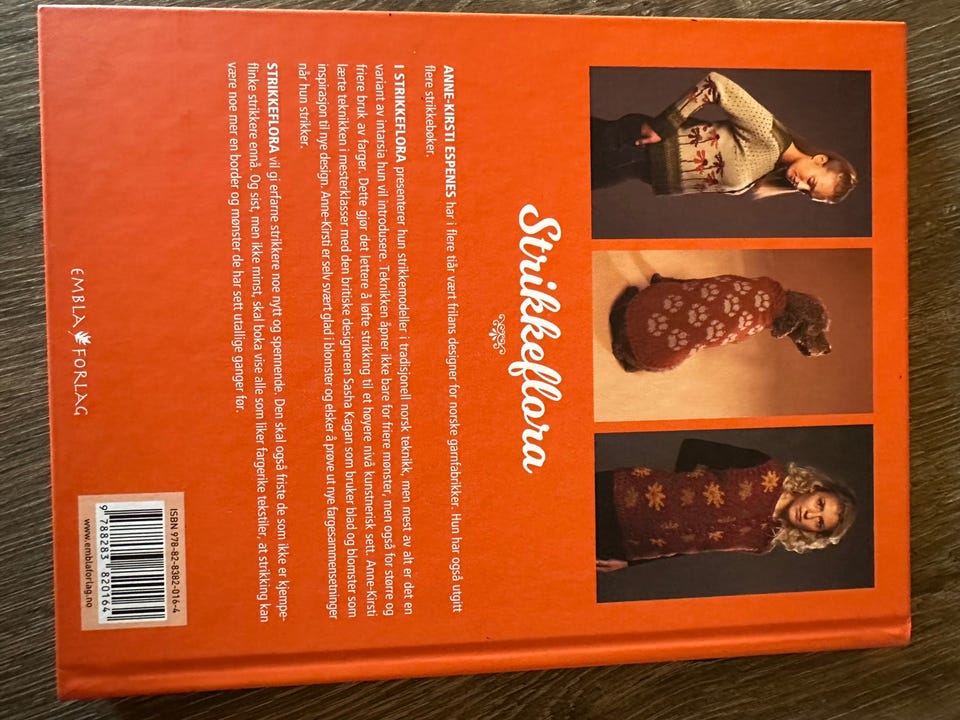 Strikkeflora
ANNE-KIRSTI ESPENES har i flere tiår vært frilans designer for norske garnfabrikker. Hun har også utgitt
flere strikkebøker.
I STRIKKEFLORA presenterer hun strikkemodeller i tradisjonell norsk teknikk, men mest av alt er det en
variant av intarsia hun vil introdusere. Teknikken åpner ikke bare for friere mønster, men også for større og
friere bruk av farger. Dette gjør det lettere å løfte strikking til et høyere nivå kunstnerisk sett. Anne-Kirsti
lærte teknikken i mesterklasser med den britiske designeren Sasha Kagan som bruker blad og blomster som
inspirasjon til nye design. Anne-Kirsti er selv svært glad i blomster og elsker å prøve ut nye fargesammensetninger
når hun strikker.
STRIKKEFLORA vil gi erfarne strikkere noe nytt og spennende. Den skal også friste de som ikke er kjempe-
flinke strikkere ennå. Og sist, men ikke minst, skal boka vise alle som liker fargerike tekstiler, at strikking kan
være noe mer en border og mønster de har sett utallige ganger før.
EMBLA FORLAG
ISBN 978-82-8382-016-4
9 788283 820164
www.emblaforlag.no